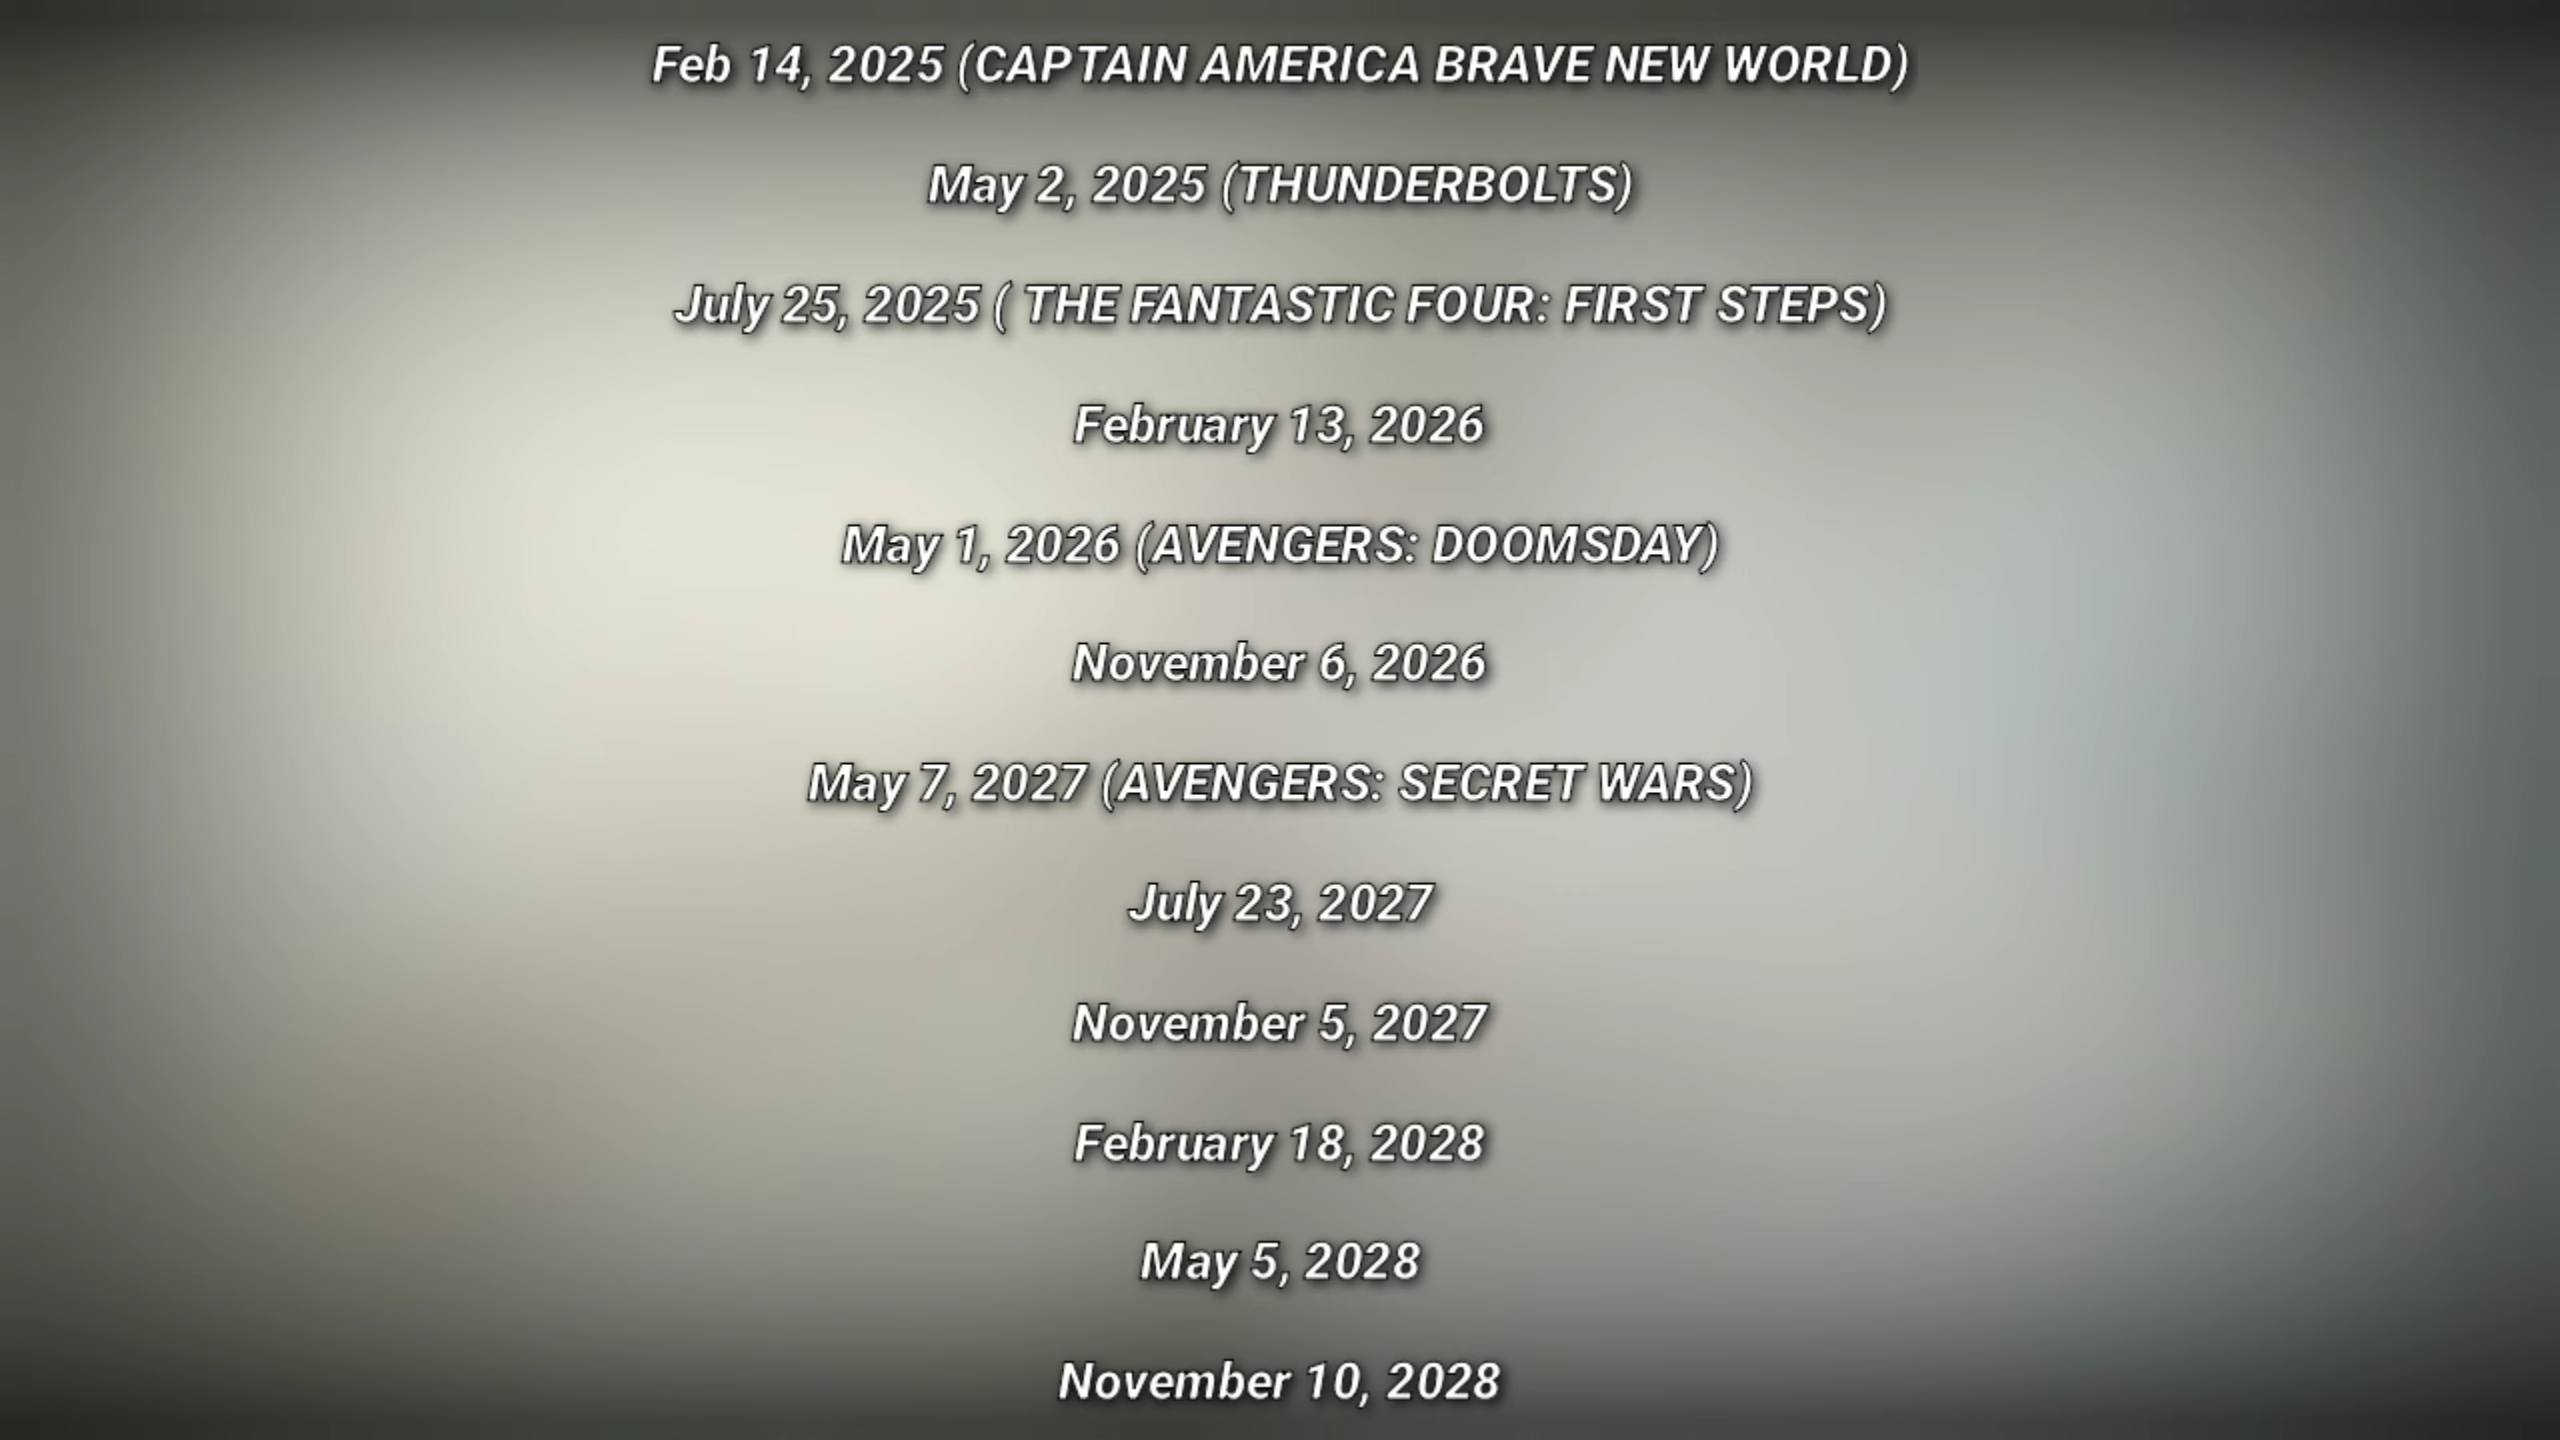 Feb 14, 2025 (CAPTAIN AMERICA BRAVE NEW WORLD)
May 2, 2025 (THUNDERBOLTS)
July 25, 2025 ( THE FANTASTIC FOUR: FIRST STEPS)
February 13, 2026
May 1, 2026 (AVENGERS: DOOMSDAY)
November 6, 2026
May 7, 2027 (AVENGERS: SECRET WARS)
July 23, 2027
November 5, 2027
February 18, 2028
May 5, 2028
November 10, 2028